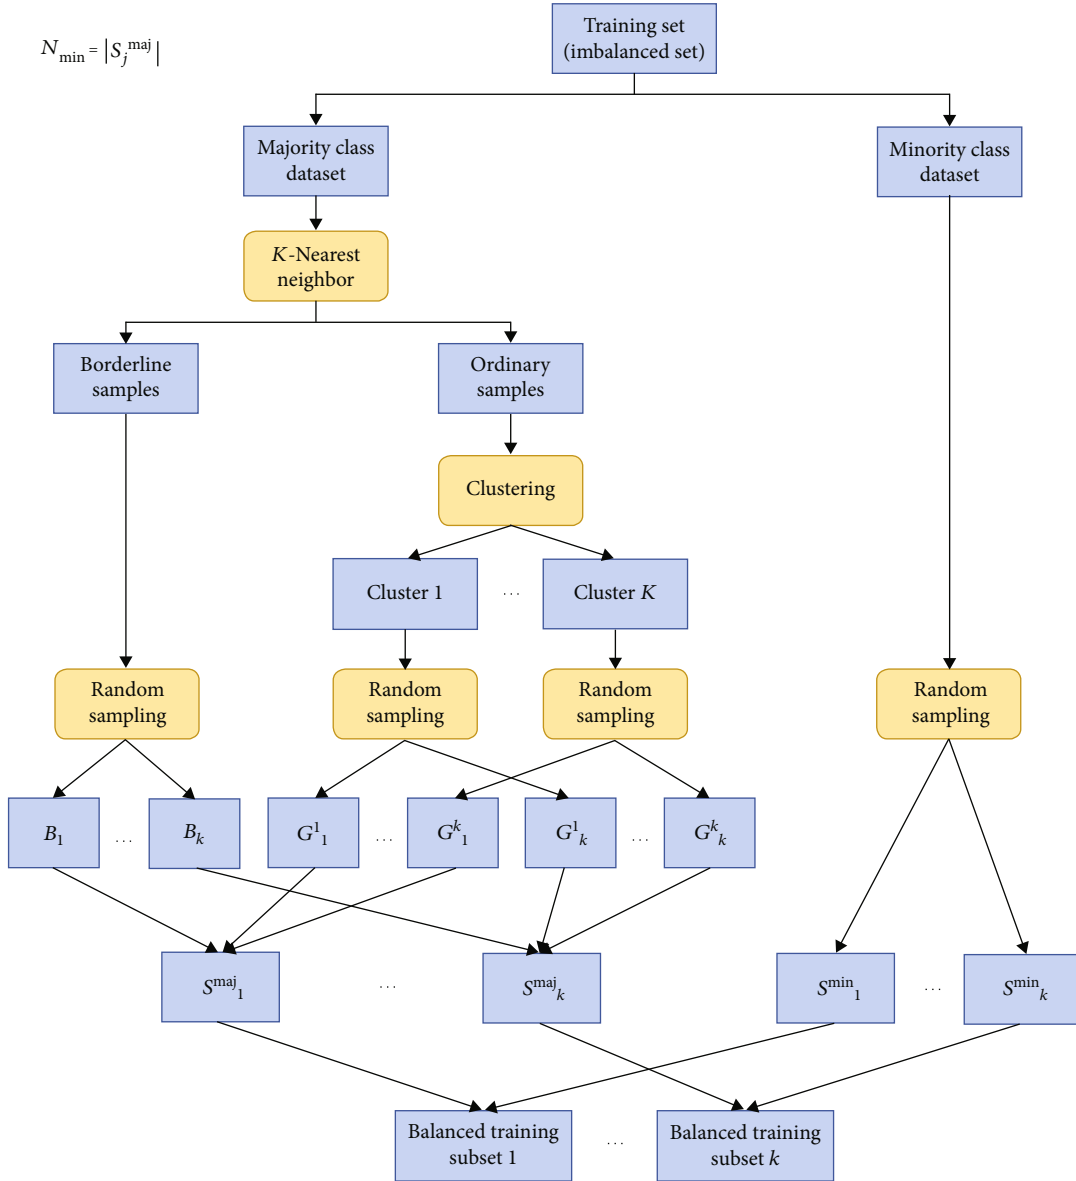 Training set
(imbalanced set)
N_min = |S_j^maj|
Majority class
dataset
Minority class
dataset
K-Nearest
neighbor
Borderline
samples
Ordinary
samples
Clustering
Cluster 1
...
Cluster K
Random
sampling
Random
sampling
Random
sampling
Random
sampling
B_1
...
B_k
G^1_1
...
G^k_1
G^1_k
...
G^k_k
S^maj_1
...
S^maj_k
S^min_1
...
S^min_k
Balanced training
subset 1
...
Balanced training
subset k